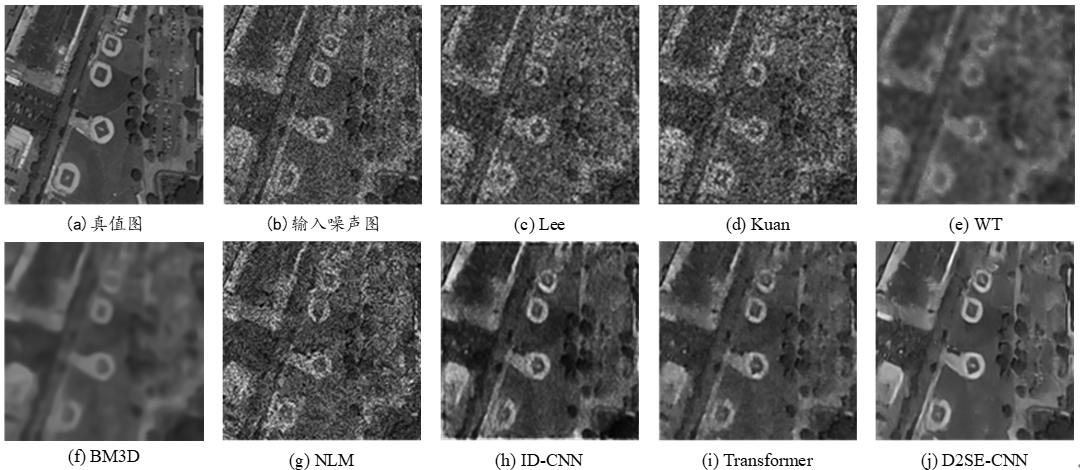 (a)真值图
(b)输入噪声图
(c) Lee
(d) Kuan
(e) WT
(f) BM3D
(g) NLM
(h) ID-CNN
(i) Transformer
(j) D2SE-CNN